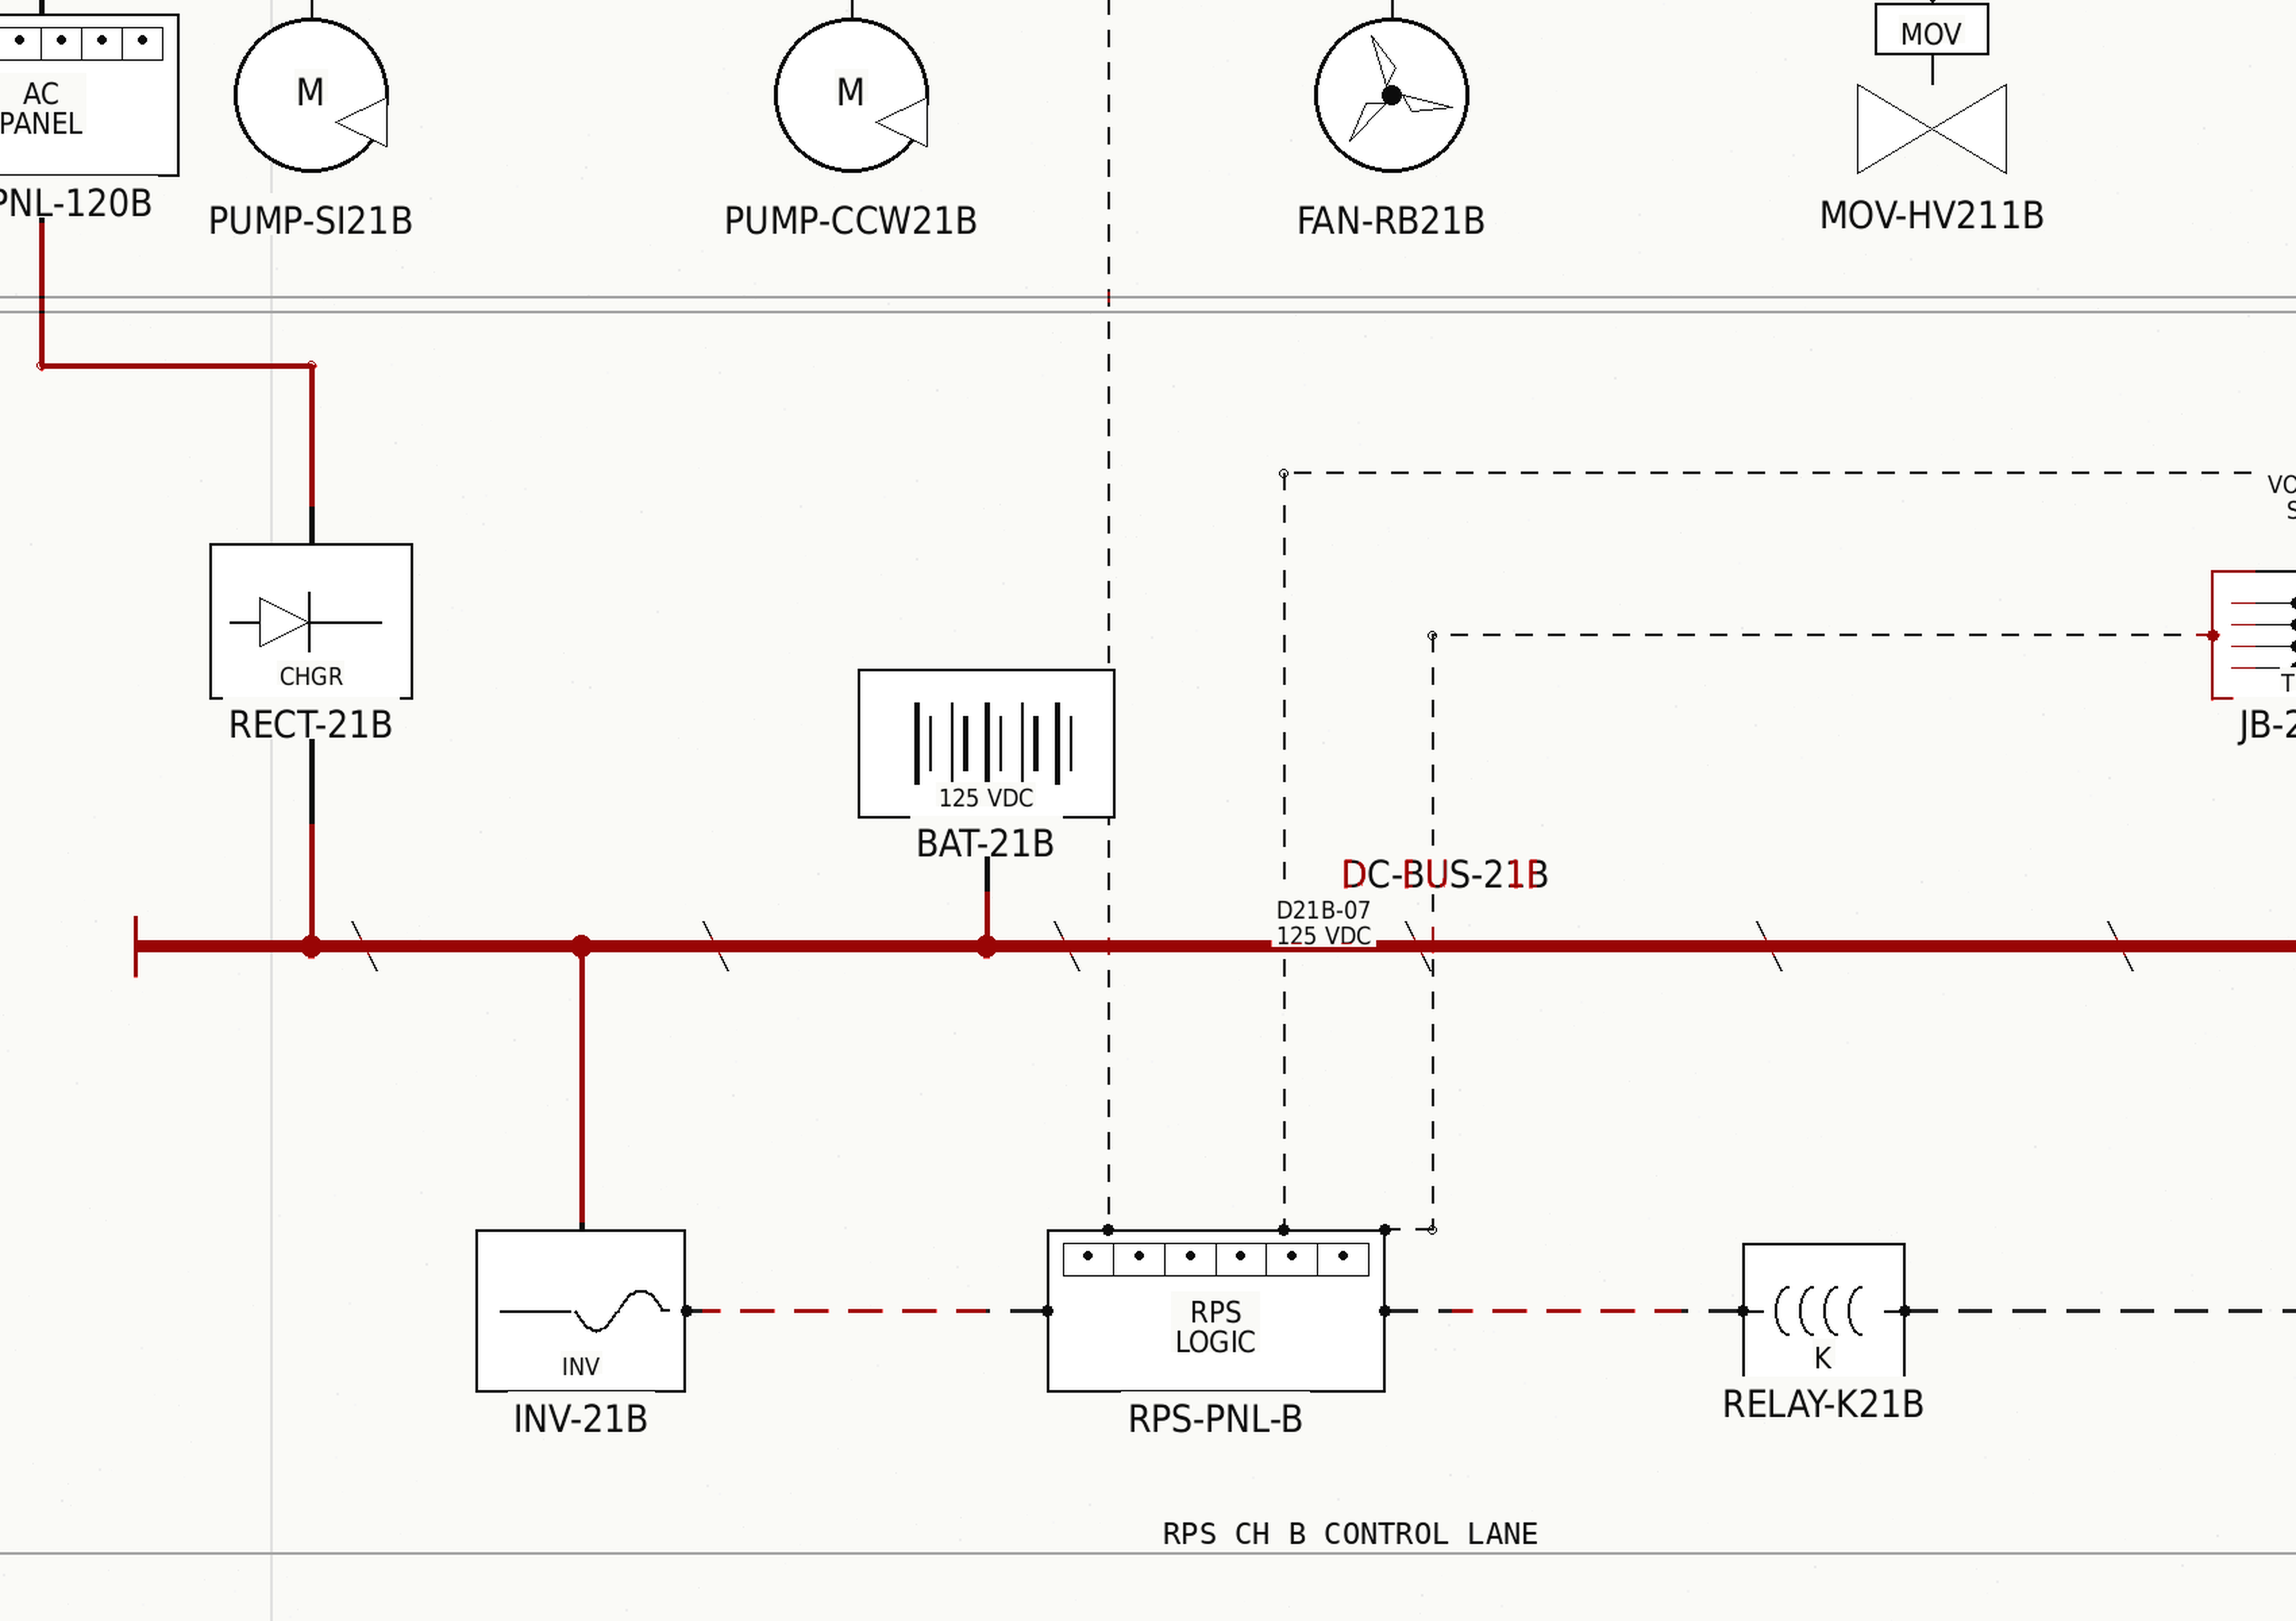 MOV
M
M
AC
PANEL
PNL-120B
PUMP-SI21B
PUMP-CCW21B
FAN-RB21B
MOV-HV211B
CHGR
RECT-21B
125 VDC
BAT-21B
DC-BUS-21B
D21B-07
125 VDC
INV
INV-21B
RPS
LOGIC
RPS-PNL-B
K
RELAY-K21B
RPS CH B CONTROL LANE